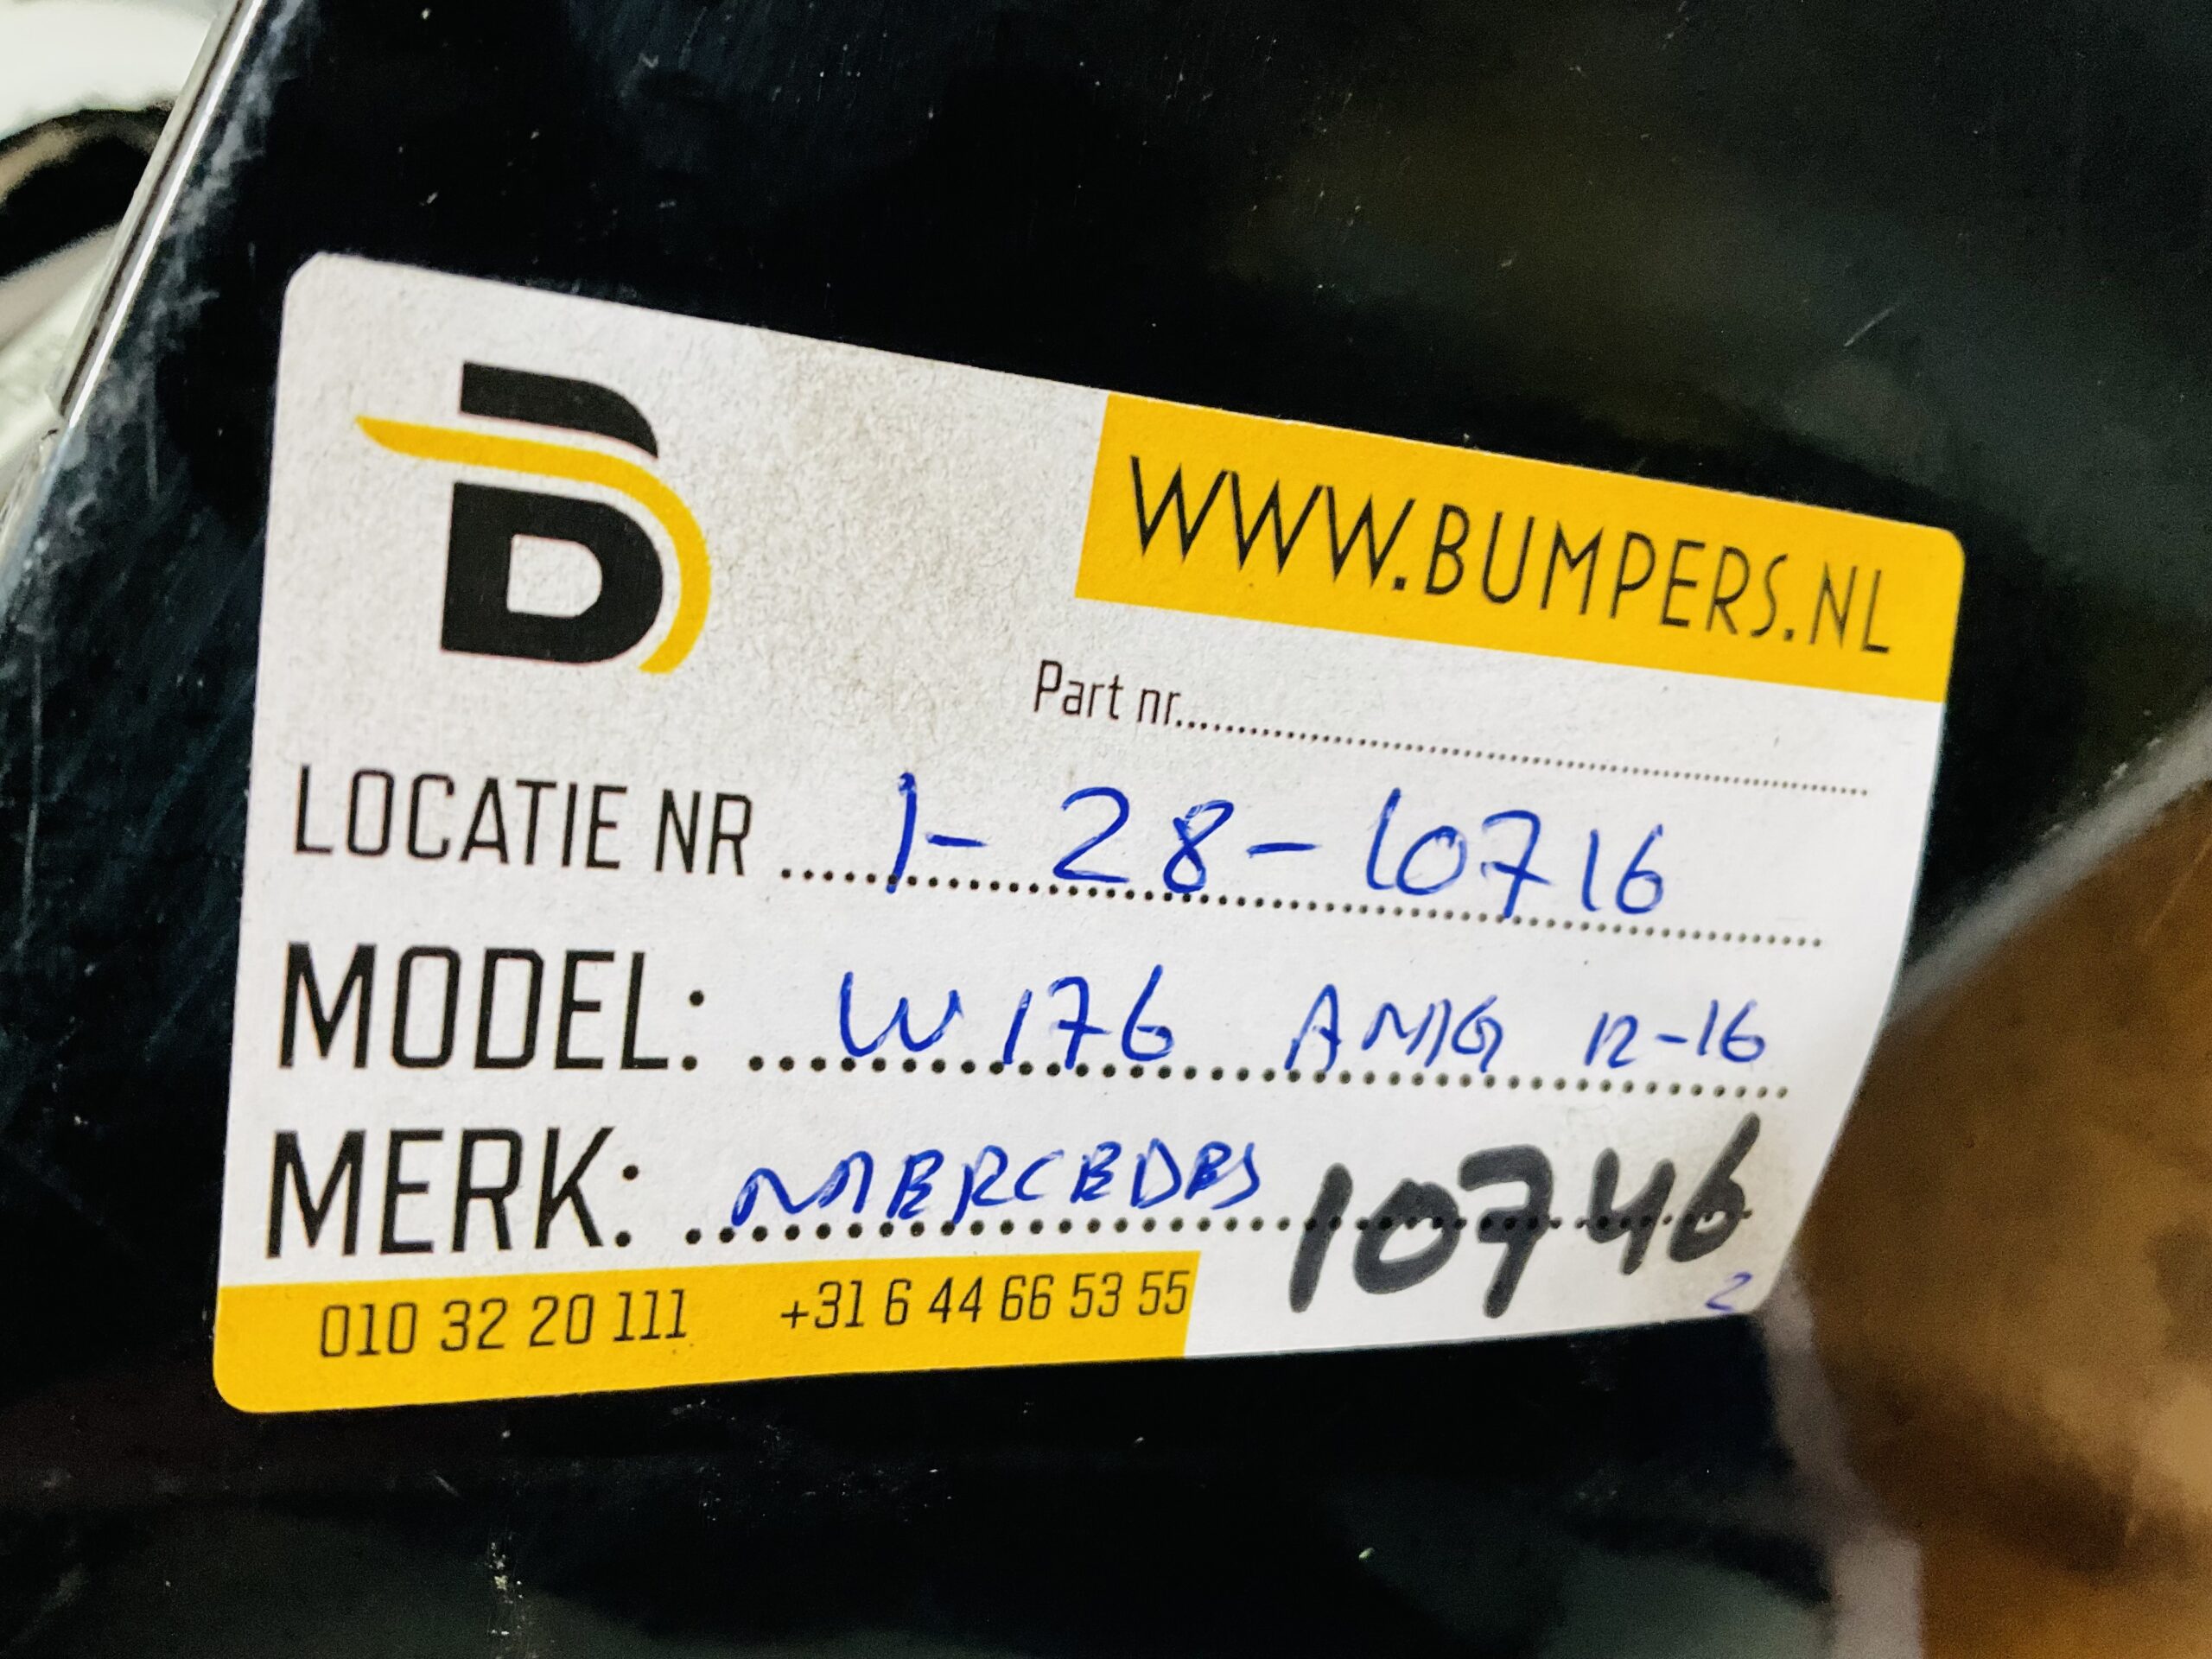 B
WWW.BUMPERS.NL
Part nr...
LOCATIE NR 1-28-10716
MODEL: W176 AMG 12-16
MERK: MERCEDES 10746
2
010 32 20 111 +31 6 44 66 53 55